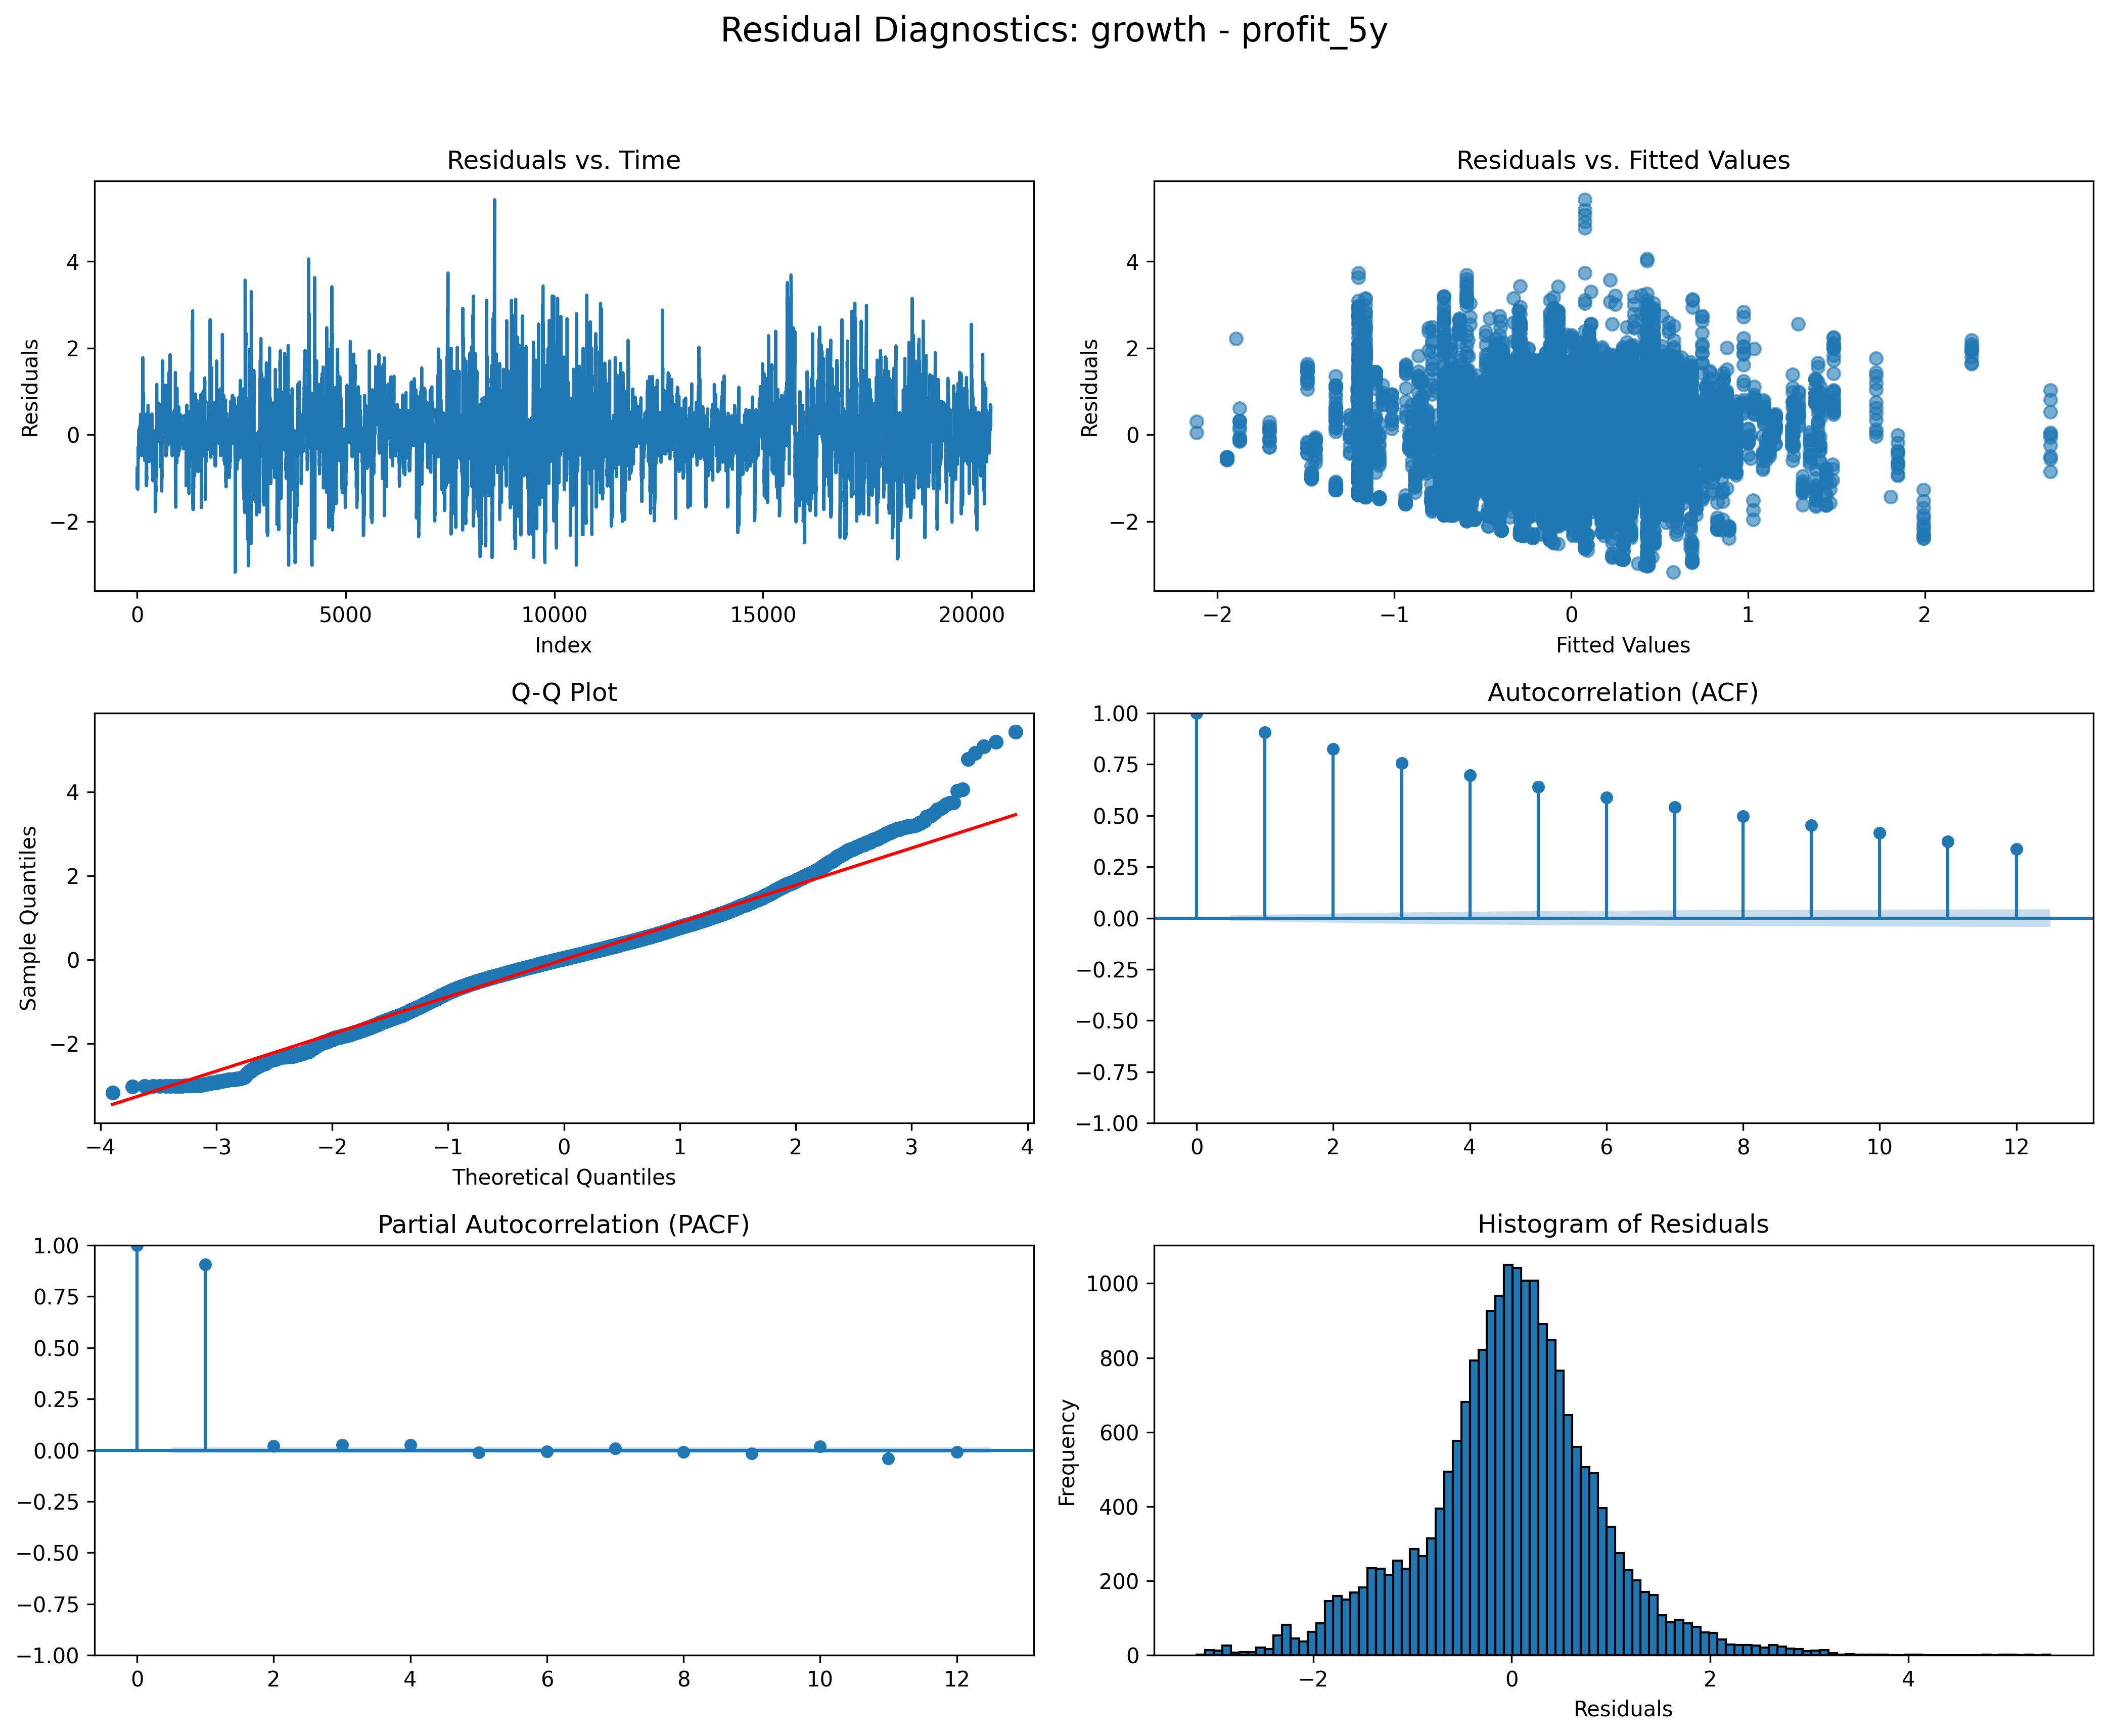 Residual Diagnostics: growth - profit_5y
Residuals vs. Time
Residuals
4
2
0
−2
0 5000 10000 15000 20000
Index
Residuals vs. Fitted Values
Residuals
4
2
0
−2
−2 −1 0 1 2
Fitted Values
Q-Q Plot
Sample Quantiles
4
2
0
−2
−4 −3 −2 −1 0 1 2 3 4
Theoretical Quantiles
Autocorrelation (ACF)
1.00
0.75
0.50
0.25
0.00
−0.25
−0.50
−0.75
−1.00
0 2 4 6 8 10 12
Partial Autocorrelation (PACF)
1.00
0.75
0.50
0.25
0.00
−0.25
−0.50
−0.75
−1.00
0 2 4 6 8 10 12
Histogram of Residuals
Frequency
1000
800
600
400
200
0
−2 0 2 4
Residuals